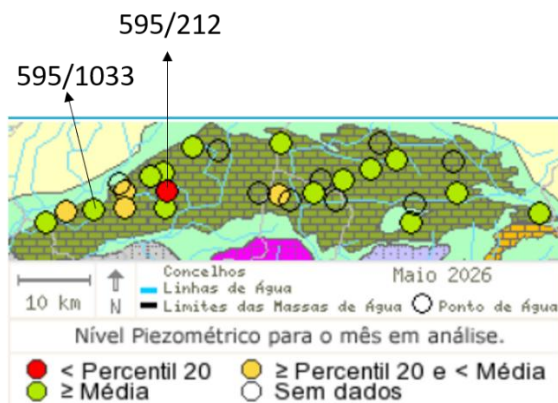 595/212
595/1033
Concelhos
Linhas de Água
10 km
N
Limites das Massas de Água
Ponto de Água
Maio 2026
Nível Piezométrico para o mês em análise.
< Percentil 20
≥ Percentil 20 e < Média
≥ Média
Sem dados